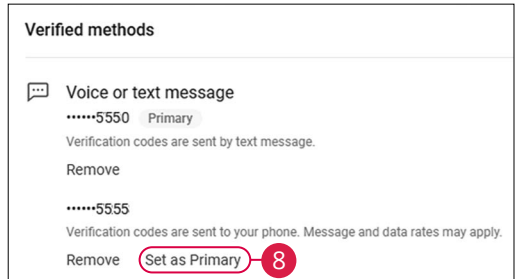 Verified methods
Voice or text message
••••••5550 Primary
Verification codes are sent by text message.
Remove
••••••5555
Verification codes are sent to your phone. Message and data rates may apply.
Remove Set as Primary 8